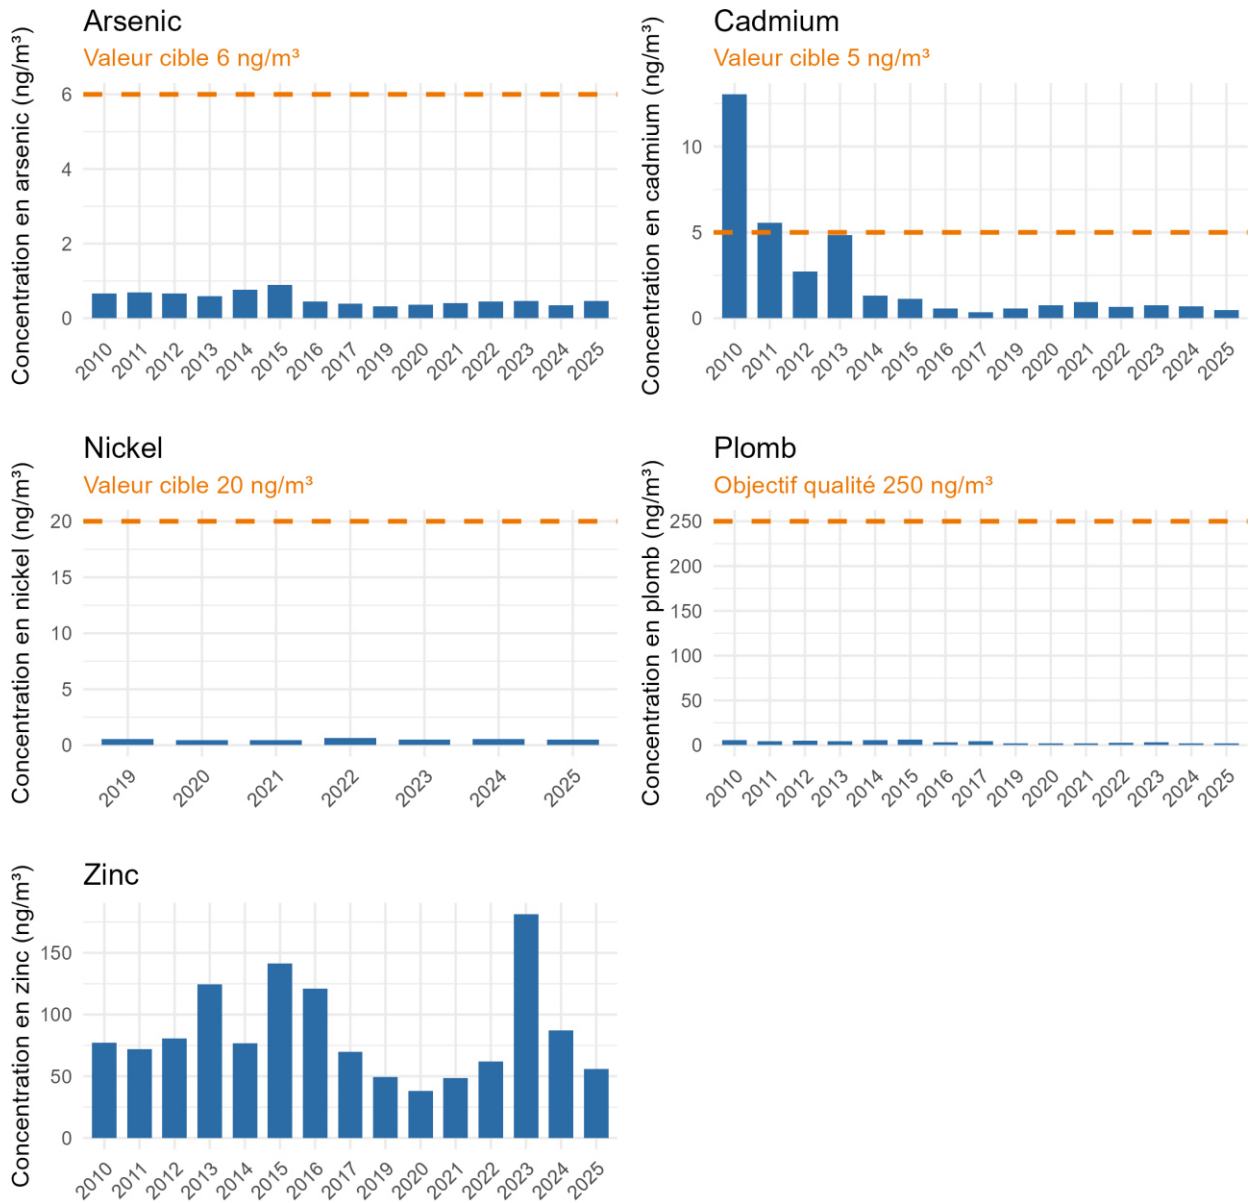 Arsenic
Valeur cible 6 ng/m³
Concentration en arsenic (ng/m³)
6
4
2
0
2010 2011 2012 2013 2014 2015 2016 2017 2019 2020 2021 2022 2023 2024 2025
Cadmium
Valeur cible 5 ng/m³
Concentration en cadmium (ng/m³)
10
5
0
2010 2011 2012 2013 2014 2015 2016 2017 2019 2020 2021 2022 2023 2024 2025
Nickel
Valeur cible 20 ng/m³
Concentration en nickel (ng/m³)
20
15
10
5
0
2019 2020 2021 2022 2023 2024 2025
Plomb
Objectif qualité 250 ng/m³
Concentration en plomb (ng/m³)
250
200
150
100
50
0
2010 2011 2012 2013 2014 2015 2016 2017 2019 2020 2021 2022 2023 2024 2025
Zinc
Concentration en zinc (ng/m³)
150
100
50
0
2010 2011 2012 2013 2014 2015 2016 2017 2019 2020 2021 2022 2023 2024 2025